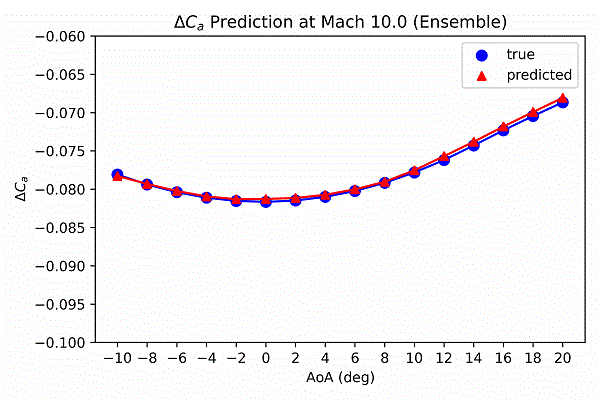 ΔCa Prediction at Mach 10.0 (Ensemble)
true
predicted
ΔCa
−0.060
−0.065
−0.070
−0.075
−0.080
−0.085
−0.090
−0.095
−0.100
−10 −8 −6 −4 −2 0 2 4 6 8 10 12 14 16 18 20
AoA (deg)